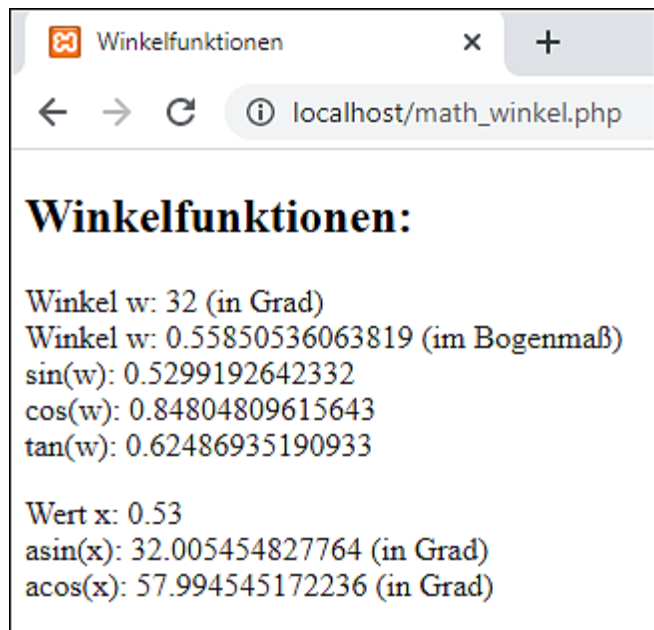 Winkelfunktionen
localhost/math_winkel.php
Winkelfunktionen:
Winkel w: 32 (in Grad)
Winkel w: 0.55850536063819 (im Bogenmaß)
sin(w): 0.5299192642332
cos(w): 0.84804809615643
tan(w): 0.62486935190933
Wert x: 0.53
asin(x): 32.005454827764 (in Grad)
acos(x): 57.994545172236 (in Grad)